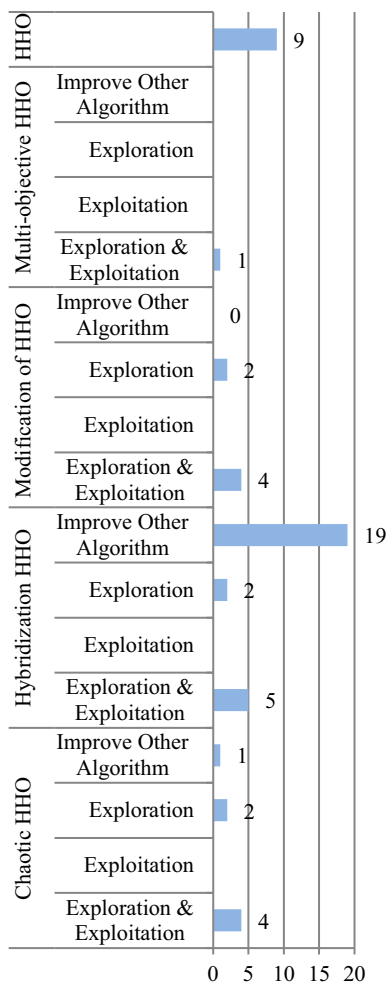 HHO
9
Multi-objective HHO
Improve Other
Algorithm
Exploration
Exploitation
Exploration &
Exploitation
1
Modification of HHO
Improve Other
Algorithm
0
Exploration
2
Exploitation
Exploration &
Exploitation
4
Hybridization HHO
Improve Other
Algorithm
19
Exploration
2
Exploitation
Exploration &
Exploitation
5
Chaotic HHO
Improve Other
Algorithm
1
Exploration
2
Exploitation
Exploration &
Exploitation
4
0 5 10 15 20